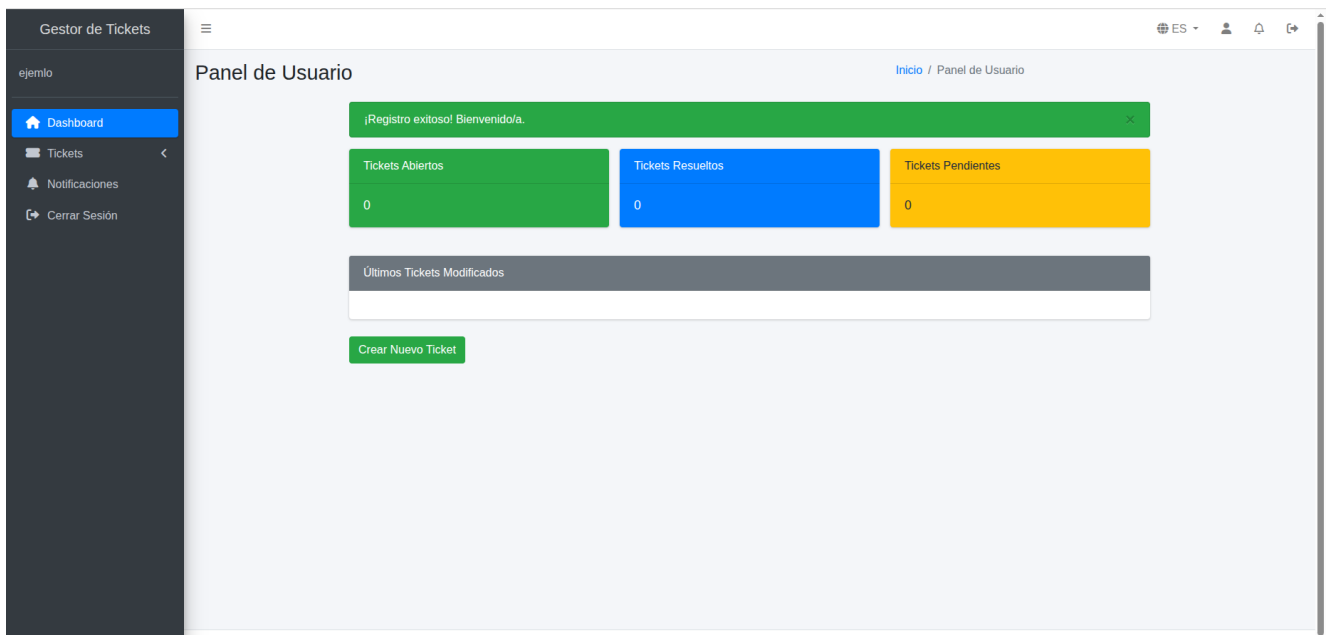 Gestor de Tickets
ES
ejemlo
Panel de Usuario
Inicio / Panel de Usuario
Dashboard
Tickets
Notificaciones
Cerrar Sesión
¡Registro exitoso! Bienvenido/a.
Tickets Abiertos
0
Tickets Resueltos
0
Tickets Pendientes
0
Últimos Tickets Modificados
Crear Nuevo Ticket